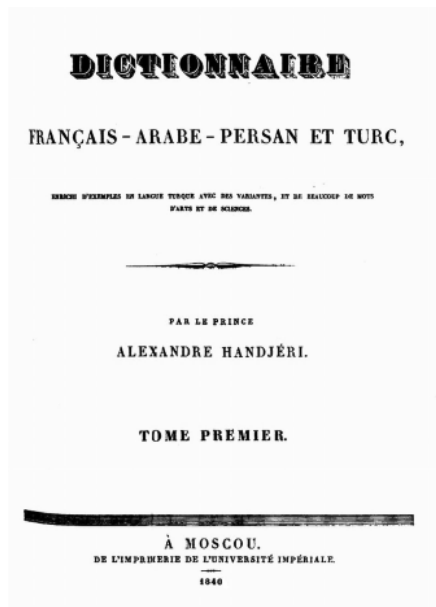 DICTIONNAIRE
FRANÇAIS - ARABE - PERSAN ET TURC,
ENRICHI D'EXEMPLES EN LANGUE TURQUE AVEC DES VARIANTES, ET DE BEAUCOUP DE MOTS
D'ARTS ET DE SCIENCES.
PAR LE PRINCE
ALEXANDRE HANDJÉRI.
TOME PREMIER.
À MOSCOU.
DE L'IMPRIMERIE DE L'UNIVERSITÉ IMPÉRIALE.
1840